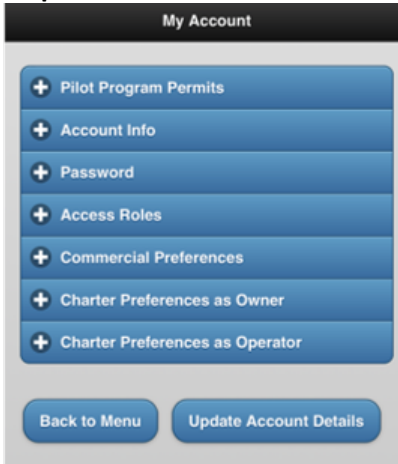 My Account
Pilot Program Permits
Account Info
Password
Access Roles
Commercial Preferences
Charter Preferences as Owner
Charter Preferences as Operator
Back to Menu
Update Account Details